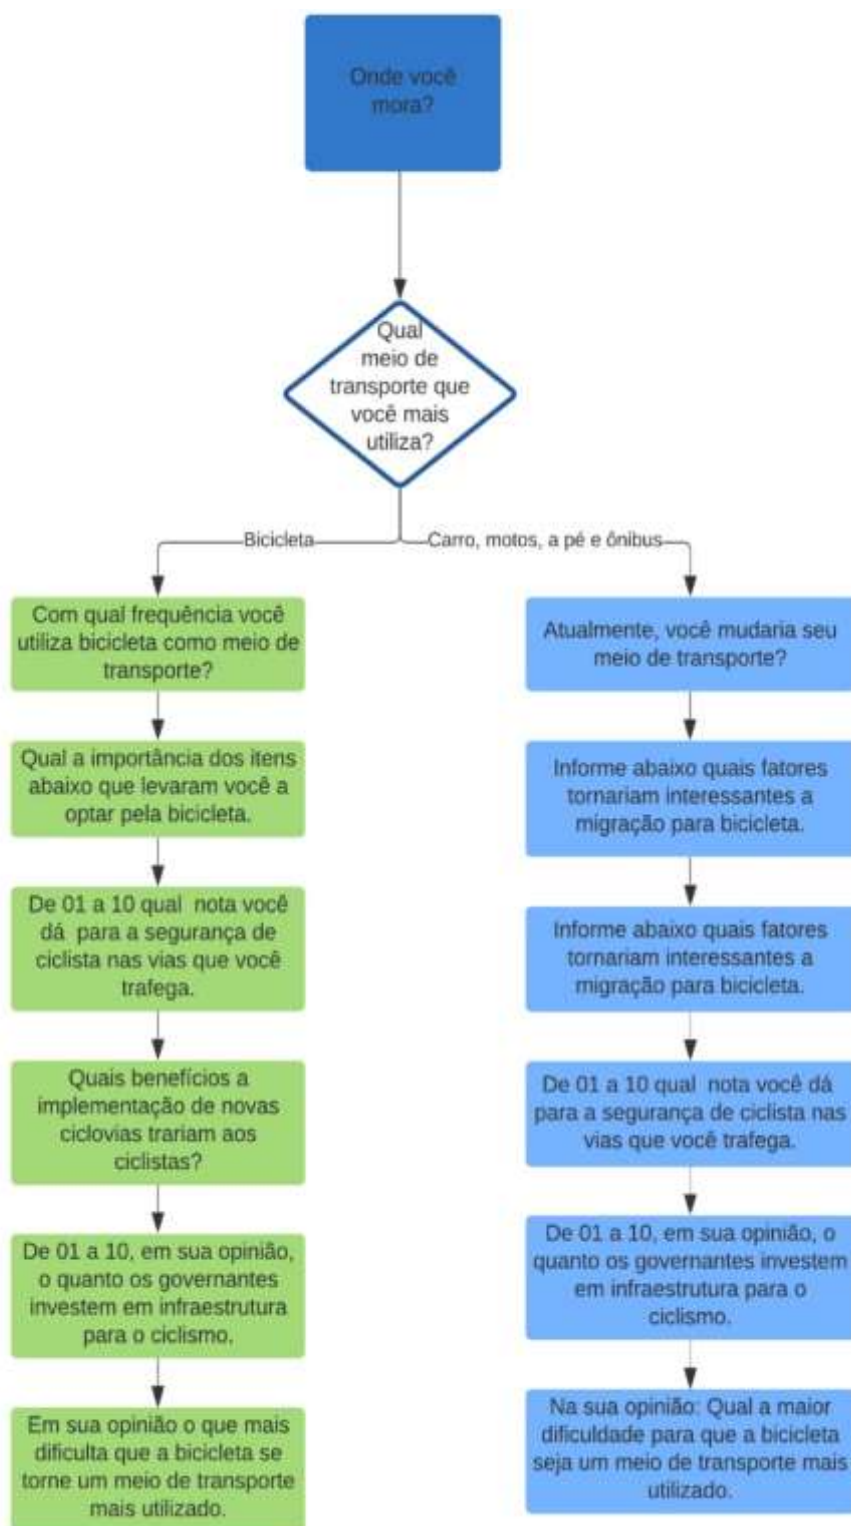 Onde você
mora?
Qual
meio de
transporte que
você mais
utiliza?
Bicicleta
Carro, motos, a pé e ônibus
Com qual frequência você
utiliza bicicleta como meio de
transporte?
Qual a importância dos itens
abaixo que levaram você a
optar pela bicicleta.
De 01 a 10 qual nota você
dá para a segurança de
ciclista nas vias que você
trafega.
Quais benefícios a
implementação de novas
ciclovias trariam aos
ciclistas?
De 01 a 10, em sua opinião,
o quanto os governantes
investem em infraestrutura
para o ciclismo.
Em sua opinião o que mais
dificulta que a bicicleta se
torne um meio de transporte
mais utilizado.
Atualmente, você mudaria seu
meio de transporte?
Informe abaixo quais fatores
tornariam interessantes a
migração para bicicleta.
Informe abaixo quais fatores
tornariam interessantes a
migração para bicicleta.
De 01 a 10 qual nota você dá
para a segurança de ciclista nas
vias que você trafega.
De 01 a 10, em sua opinião, o
quanto os governantes investem
em infraestrutura para o
ciclismo.
Na sua opinião: Qual a maior
dificuldade para que a bicicleta
seja um meio de transporte mais
utilizado.